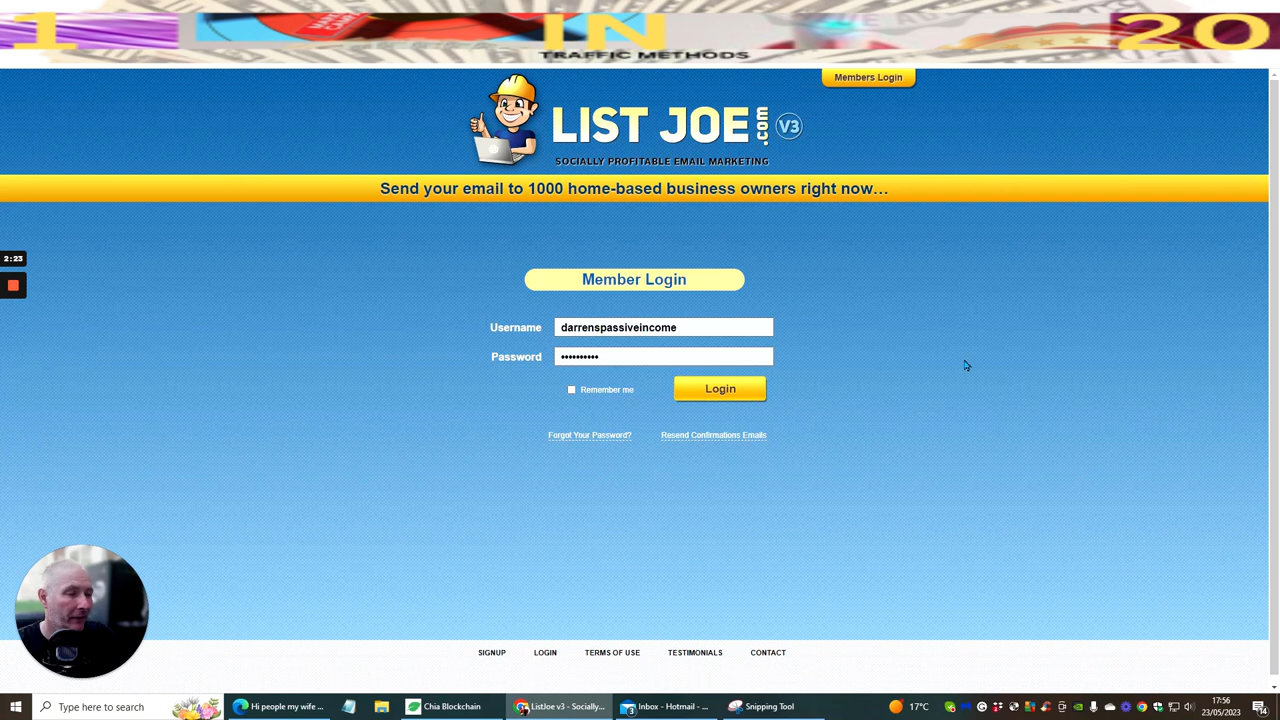 1 IN 20
TRAFFIC METHODS
Members Login
LIST JOE .com V3
SOCIALLY PROFITABLE EMAIL MARKETING
Send your email to 1000 home-based business owners right now...
2:23
Member Login
Username darrenspassiveincome
Password ••••••••••
Remember me Login
Forgot Your Password? Resend Confirmations Emails
SIGNUP LOGIN TERMS OF USE TESTIMONIALS CONTACT
Type here to search
Hi people my wife ...
Chia Blockchain
ListJoe v3 - Socially...
3
Inbox - Hotmail - ...
Snipping Tool
17°C
17:56
23/05/2023